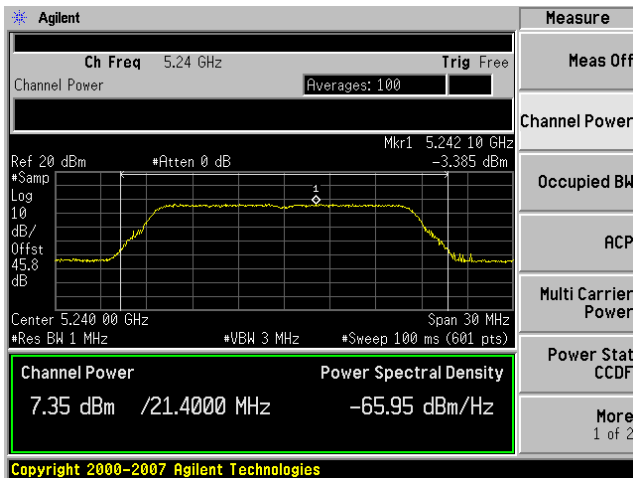 Agilent
Measure
Ch Freq 5.24 GHz Trig Free
Meas Off
Channel Power Averages: 100
Channel Power
Mkr1 5.242 10 GHz
Ref 20 dBm #Atten 0 dB -3.385 dBm
#Samp
Log
10
dB/
Offst
45.8
dB
1
Occupied BW
ACP
Multi Carrier
Power
Center 5.240 00 GHz Span 30 MHz
#Res BW 1 MHz #VBW 3 MHz #Sweep 100 ms (601 pts)
Power Stat
CCDF
Channel Power Power Spectral Density
7.35 dBm /21.4000 MHz -65.95 dBm/Hz
More
1 of 2
Copyright 2000-2007 Agilent Technologies